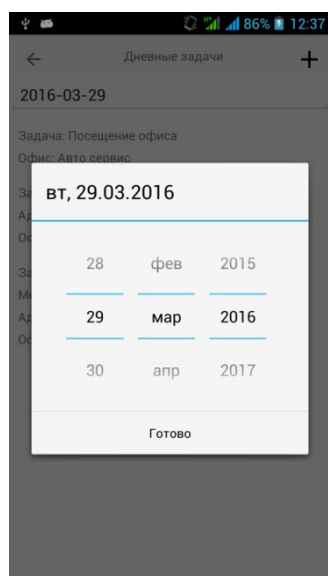 86% 12:37
Дневные задачи +
2016-03-29
Задача: Посещение офиса
Офис: Авто сервис
вт, 29.03.2016
28 фев 2015
29 мар 2016
30 апр 2017
Готово